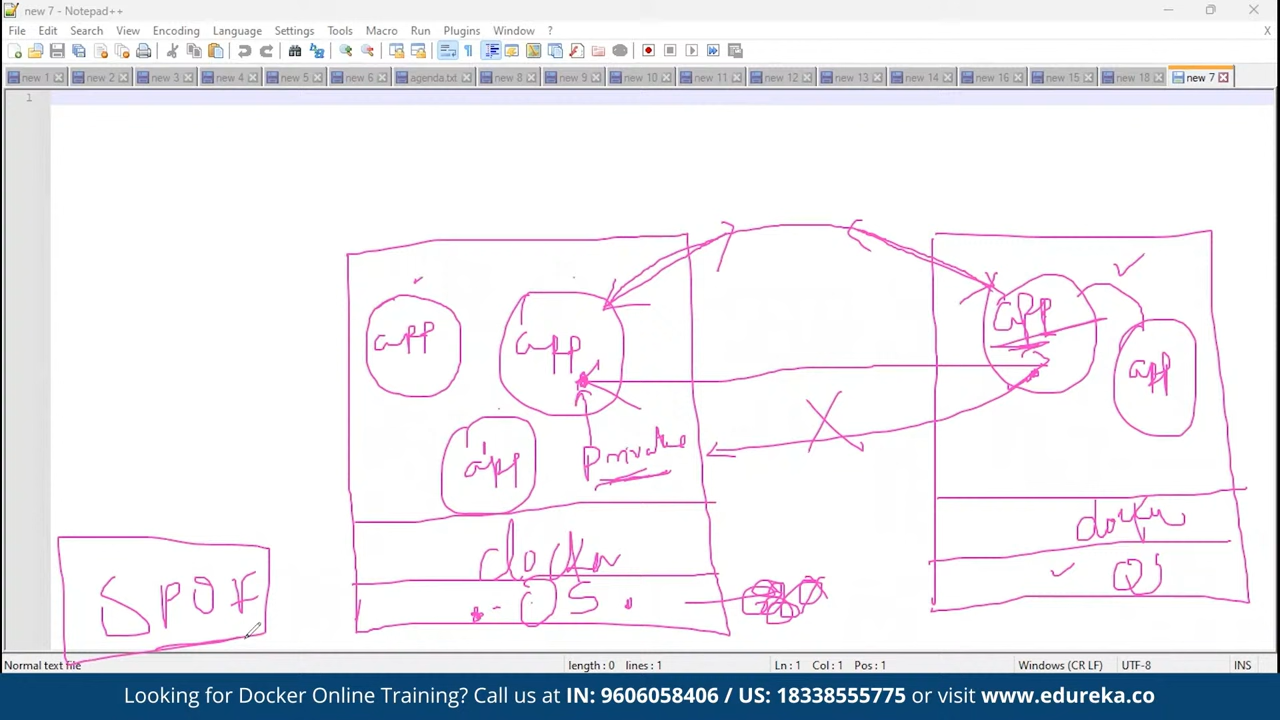 new 7 - Notepad++
File Edit Search View Encoding Language Settings Tools Macro Run Plugins Window ? X
new 1 new 2 new 3 new 4 new 5 new 6 agenda.txt new 8 new 9 new 10 new 11 new 12 new 13 new 14 new 16 new 15 new 18 new 7
1
app app app app
app private
docker docker
OS OS
SPOF
Normal text file length : 0 lines : 1 Ln : 1 Col : 1 Pos : 1 Windows (CR LF) UTF-8 INS
Looking for Docker Online Training? Call us at IN: 9606058406 / US: 18338555775 or visit www.edureka.co